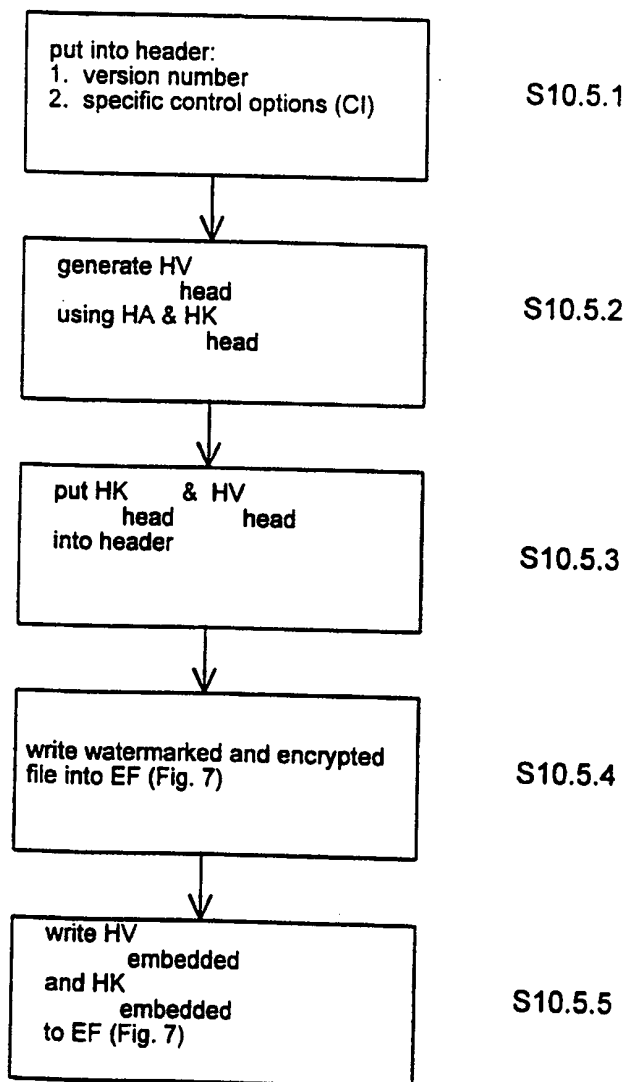 put into header:
1. version number
2. specific control options (CI)
S10.5.1
generate HV
head
using HA & HK
head
S10.5.2
put HK & HV
head head
into header
S10.5.3
write watermarked and encrypted
file into EF (Fig. 7)
S10.5.4
write HV
embedded
and HK
embedded
to EF (Fig. 7)
S10.5.5